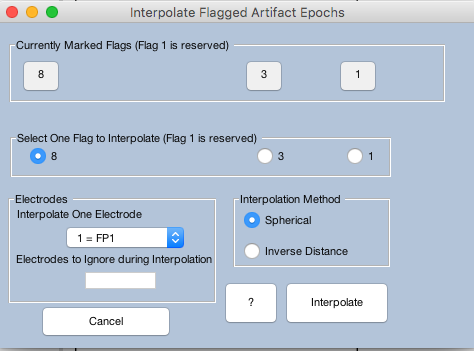 Interpolate Flagged Artifact Epochs
Currently Marked Flags (Flag 1 is reserved)
8 3 1
Select One Flag to Interpolate (Flag 1 is reserved)
8 3 1
Electrodes
Interpolate One Electrode
1 = FP1
Electrodes to Ignore during Interpolation
Interpolation Method
Spherical
Inverse Distance
? Interpolate
Cancel